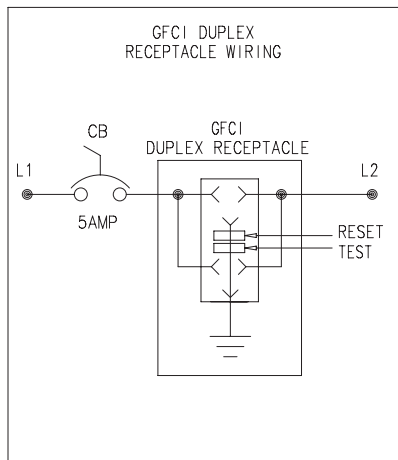 GFCI DUPLEX
RECEPTACLE WIRING
GFCI
DUPLEX RECEPTACLE
CB
L1
L2
5AMP
RESET
TEST